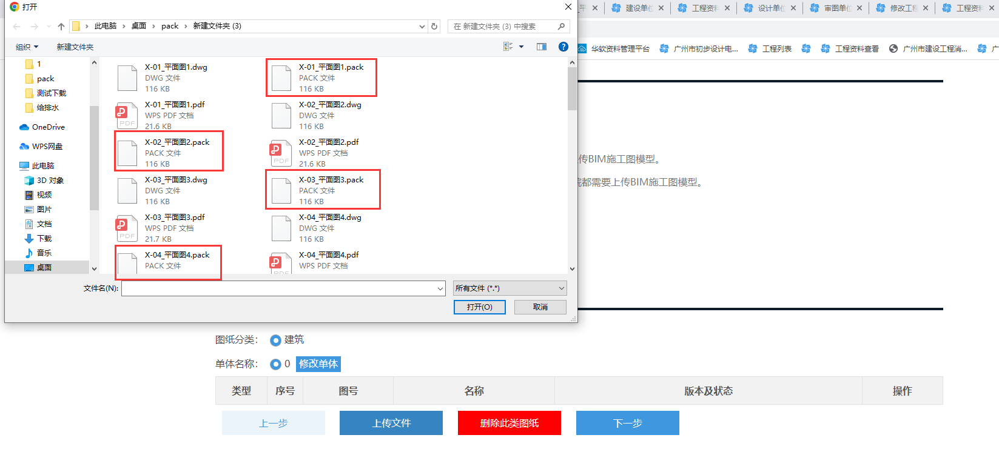 打开
平
建设单位
工程资料
设计单位
审图单位
修改工程
工程资料
此电脑 › 桌面 › pack › 新建文件夹 (3)
在 新建文件夹 (3) 中搜索
组织
新建文件夹
华软资料管理平台
广州市初步设计电...
工程列表
工程资料查看
广州市建设工程消...
广
1
pack
测试下载
给排水
OneDrive
WPS网盘
此电脑
3D 对象
视频
图片
文档
下载
音乐
桌面
X-01_平面图1.dwg
DWG 文件
116 KB
X-01_平面图1.pack
PACK 文件
116 KB
X-01_平面图1.pdf
WPS PDF 文档
21.6 KB
X-02_平面图2.dwg
DWG 文件
116 KB
X-02_平面图2.pack
PACK 文件
116 KB
X-02_平面图2.pdf
WPS PDF 文档
21.6 KB
X-03_平面图3.dwg
DWG 文件
116 KB
X-03_平面图3.pack
PACK 文件
116 KB
X-03_平面图3.pdf
WPS PDF 文档
21.7 KB
X-04_平面图4.dwg
DWG 文件
116 KB
X-04_平面图4.pack
PACK 文件
X-04_平面图4.pdf
WPS PDF 文档
文件名(N):
所有文件 (*.*)
打开(O)
取消
传BIM施工图模型。
都需要上传BIM施工图模型。
图纸分类：
建筑
单体名称：
0
修改单体
类型 序号 图号 名称 版本及状态 操作
上一步
上传文件
删除此类图纸
下一步